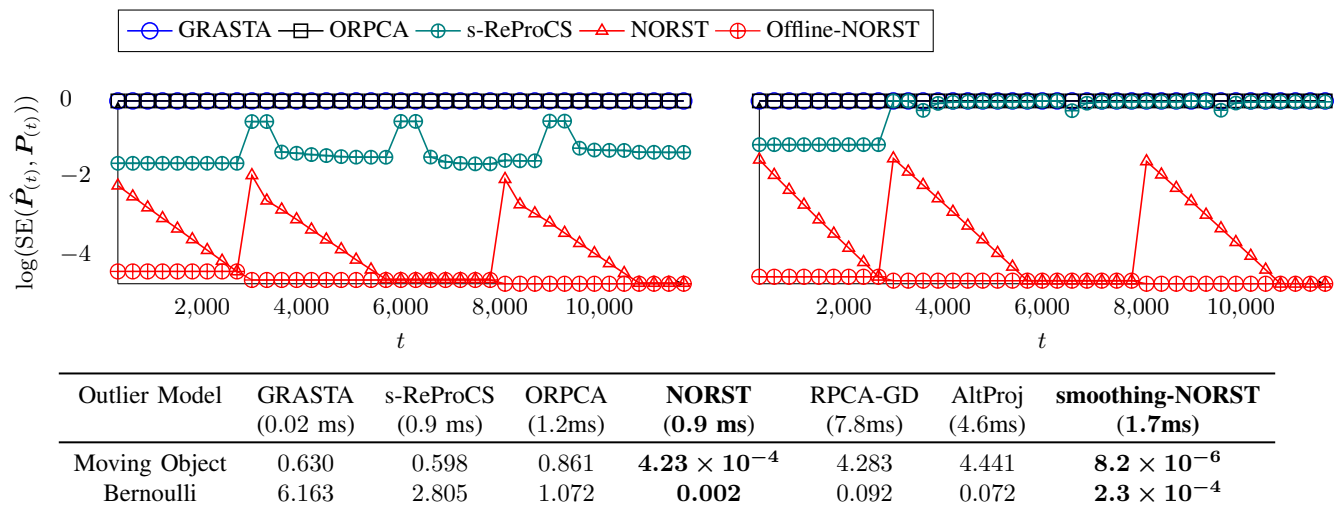 GRASTA ORPCA s-ReProCS NORST Offline-NORST
0
−2
−4
log(SE(P̂(t), P(t)))
2,000 4,000 6,000 8,000 10,000
t
2,000 4,000 6,000 8,000 10,000
t
Outlier Model GRASTA s-ReProCS ORPCA NORST RPCA-GD AltProj smoothing-NORST
(0.02 ms) (0.9 ms) (1.2ms) (0.9 ms) (7.8ms) (4.6ms) (1.7ms)
Moving Object 0.630 0.598 0.861 4.23 × 10−4 4.283 4.441 8.2 × 10−6
Bernoulli 6.163 2.805 1.072 0.002 0.092 0.072 2.3 × 10−4